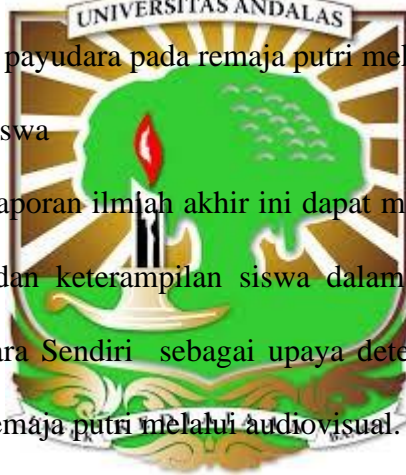 UNIVERSITAS ANDALAS
payudara pada remaja putri mel
swa
aporan ilmiah akhir ini dapat m
dan keterampilan siswa dalam
ara Sendiri sebagai upaya dete
emaja putri melalui audiovisual.